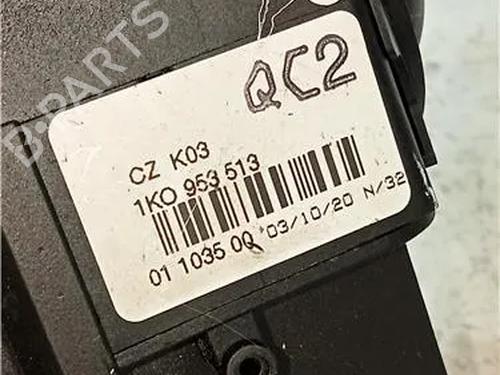 B-PARTS
QC2
CZ K03
1K0 953 513
01 1035 00 03/10/20 N/32